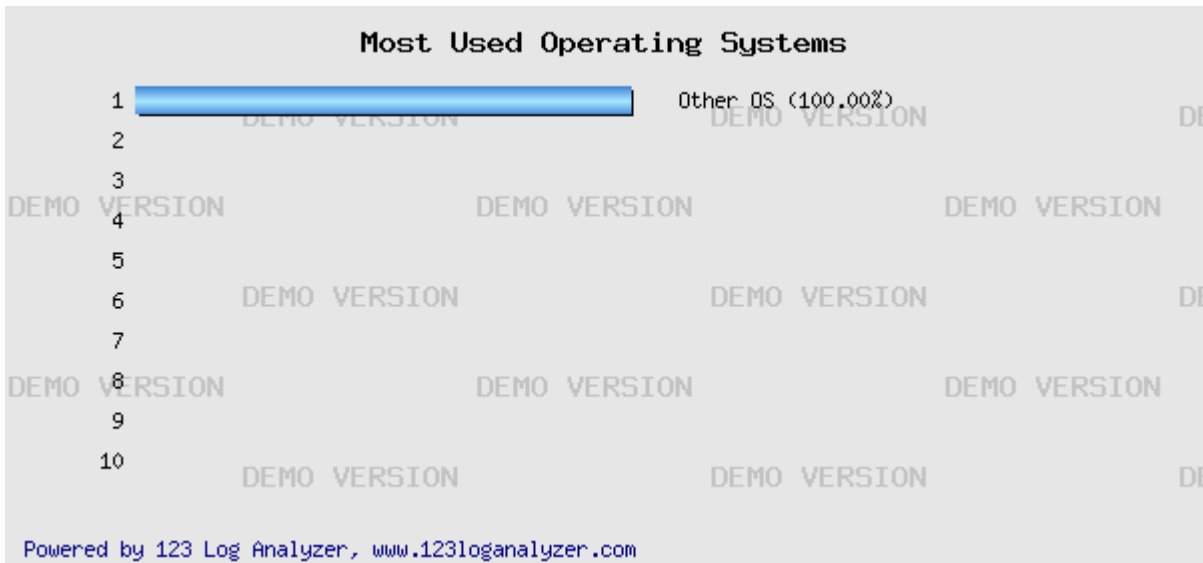 Most Used Operating Systems
1 Other OS (100.00%)
DEMO VERSION DEMO VERSION
2
3
DEMO VERSION DEMO VERSION DEMO VERSION
4
5
6
DEMO VERSION DEMO VERSION
7
8
DEMO VERSION DEMO VERSION DEMO VERSION
9
10
DEMO VERSION DEMO VERSION
Powered by 123 Log Analyzer, www.123loganalyzer.com